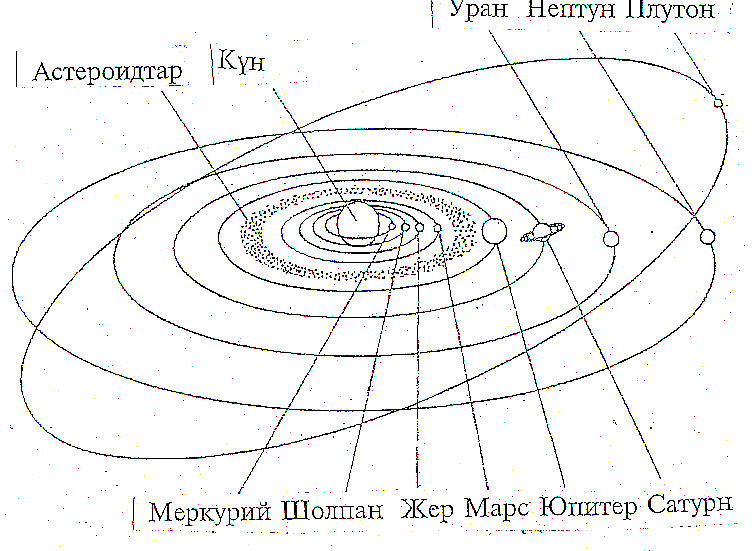 Уран Нептун Плутон
Астероидтар Күн
Меркурий Шолпан Жер Марс Юпитер Сатурн